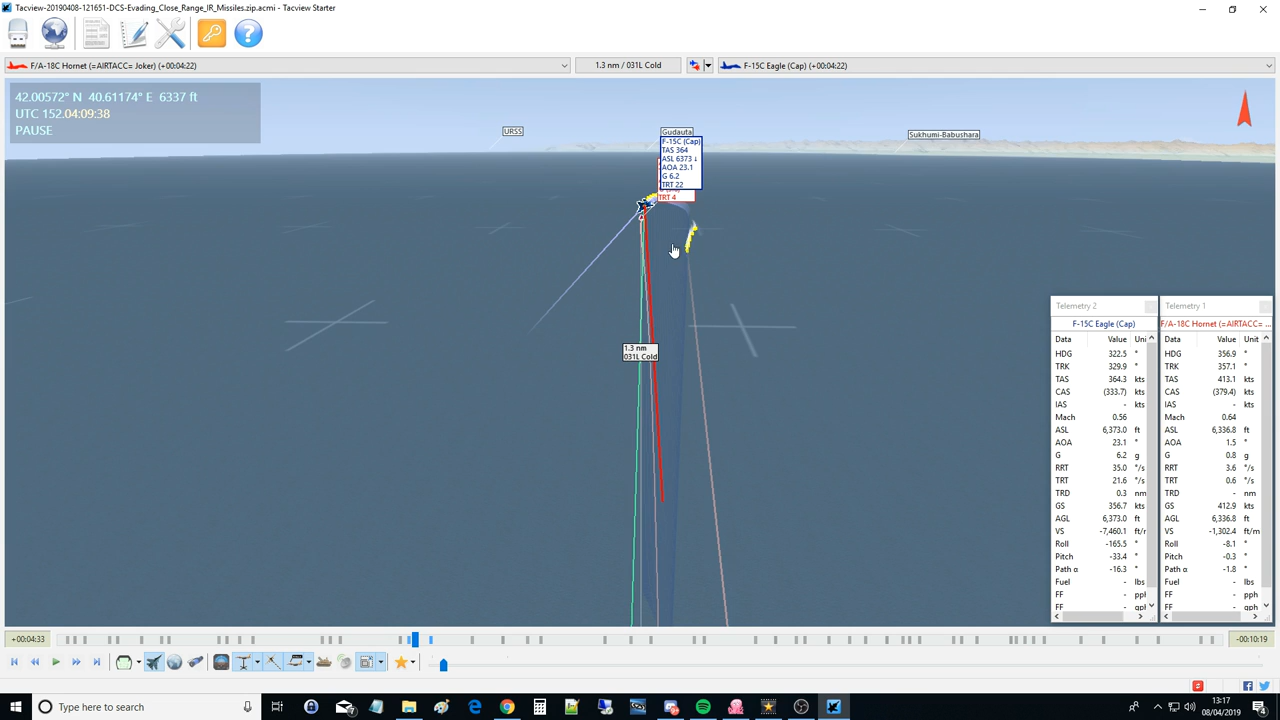 Tacview-20190408-121651-DCS-Evading_Close_Range_IR_Missiles.zip.acmi - Tacview Starter
F/A-18C Hornet (=AIRTACC= Joker) (+00:04:22)
1.3 nm / 031L Cold
F-15C Eagle (Cap) (+00:04:22)
42.00572° N 40.61174° E 6337 ft
UTC 152.04:09:38
PAUSE
URSS
Gudauta
Sukhumi-Babushara
F-15C (Cap)
TAS 364
ASL 6373 ↓
AOA 23.1
G 6.2
TRT 22
TRT 4
1.3 nm
031L Cold
Telemetry 2
F-15C Eagle (Cap)
Data Value Uni
HDG 322.5 °
TRK 329.9 °
TAS 364.3 kts
CAS (333.7) kts
IAS - kts
Mach 0.56
ASL 6,373.0 ft
AOA 23.1 °
G 6.2 g
RRT 35.0 °/s
TRT 21.6 °/s
TRD 0.3 nm
GS 356.7 kts
AGL 6,373.0 ft
VS -7,460.1 ft/r
Roll -165.5 °
Pitch -33.4 °
Path α -16.3 °
Fuel - lbs
FF - pph
FF - gph
Telemetry 1
F/A-18C Hornet (=AIRTACC= ...
Data Value Unit
HDG 356.9 °
TRK 357.1 °
TAS 413.1 kts
CAS (379.4) kts
IAS - kts
Mach 0.64
ASL 6,336.8 ft
AOA 1.5 °
G 0.8 g
RRT 3.6 °/s
TRT 0.6 °/s
TRD - nm
GS 412.9 kts
AGL 6,336.8 ft
VS -1,302.4 ft/m
Roll -8.1 °
Pitch -0.3 °
Path α -1.8 °
Fuel - lbs
FF - pph
FF - gph
+00:04:33
-00:10:19
Type here to search
13:17
08/04/2019